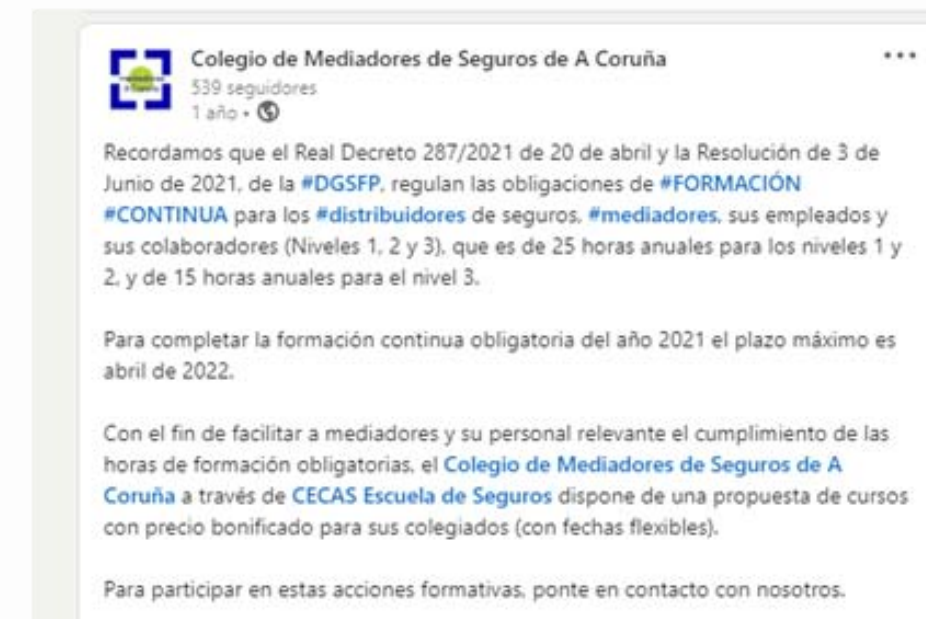 Colegio de Mediadores de Seguros de A Coruña
539 seguidores
1 año •
Recordamos que el Real Decreto 287/2021 de 20 de abril y la Resolución de 3 de
Junio de 2021, de la #DGSFP, regulan las obligaciones de #FORMACIÓN
#CONTINUA para los #distribuidores de seguros, #mediadores, sus empleados y
sus colaboradores (Niveles 1, 2 y 3), que es de 25 horas anuales para los niveles 1 y
2, y de 15 horas anuales para el nivel 3.
Para completar la formación continua obligatoria del año 2021 el plazo máximo es
abril de 2022.
Con el fin de facilitar a mediadores y su personal relevante el cumplimiento de las
horas de formación obligatorias, el Colegio de Mediadores de Seguros de A
Coruña a través de CECAS Escuela de Seguros dispone de una propuesta de cursos
con precio bonificado para sus colegiados (con fechas flexibles).
Para participar en estas acciones formativas, ponte en contacto con nosotros.